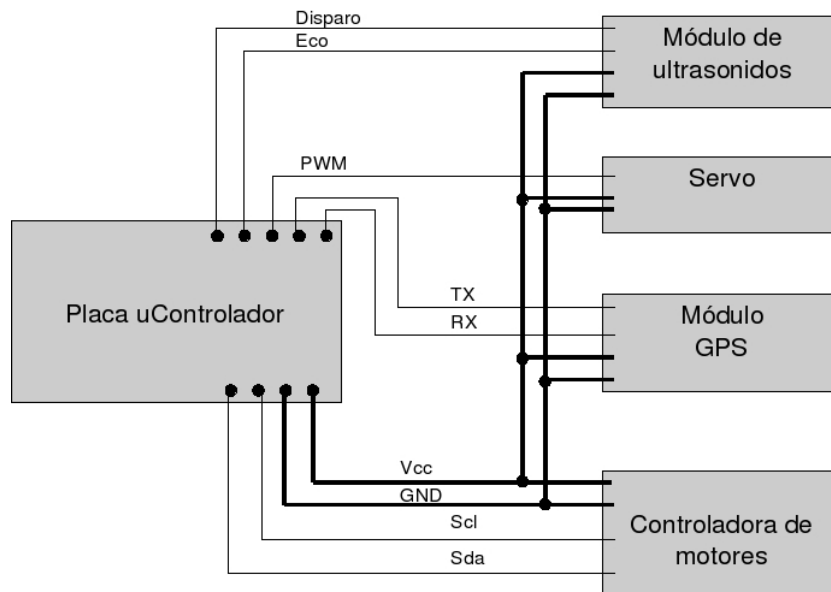 Disparo
Eco
Módulo de
ultrasonidos
PWM
Servo
Placa uControlador
TX
RX
Módulo
GPS
Vcc
GND
Scl
Sda
Controladora de
motores